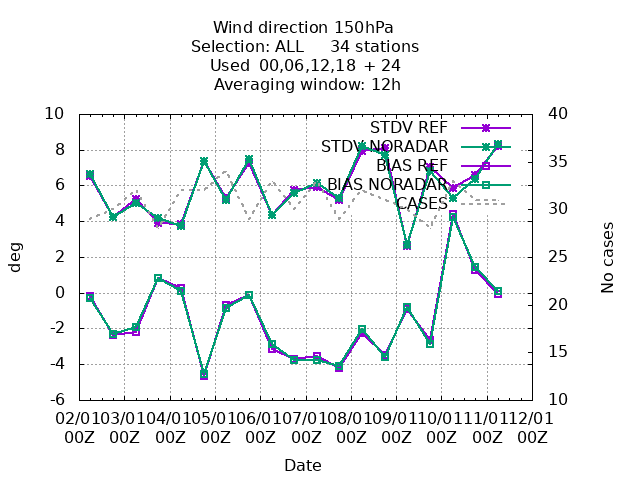 Wind direction 150hPa
Selection: ALL 34 stations
Used 00,06,12,18 + 24
Averaging window: 12h
10 40
STDV REF
8
STDV NORADAR
35
BIAS REF
6
BIAS NORADAR
CASES
30
4
deg
No cases
2
25
0
20
-2
-4
15
-6 10
02/01 03/01 04/01 05/01 06/01 07/01 08/01 09/01 10/01 11/01 12/01
00Z 00Z 00Z 00Z 00Z 00Z 00Z 00Z 00Z 00Z 00Z
Date